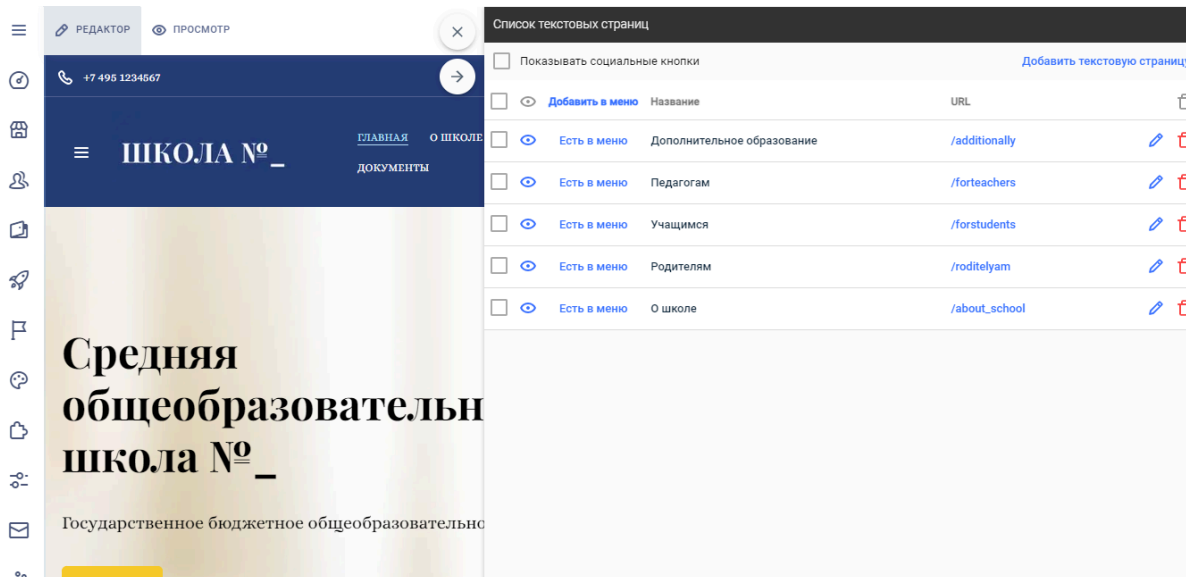 РЕДАКТОР
ПРОСМОТР
+7 495 1234567
ШКОЛА №_
ГЛАВНАЯ О ШКОЛЕ
ДОКУМЕНТЫ
Средняя
общеобразовательн
школа №_
Государственное бюджетное общеобразовательно
Список текстовых страниц
Показывать социальные кнопки Добавить текстовую страницу
Добавить в меню Название URL
Есть в меню Дополнительное образование /additionally
Есть в меню Педагогам /forteachers
Есть в меню Учащимся /forstudents
Есть в меню Родителям /roditelyam
Есть в меню О школе /about_school